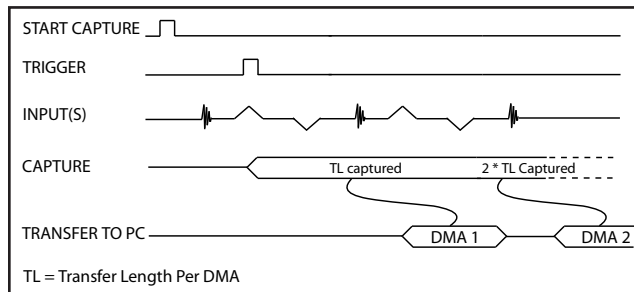 START CAPTURE
TRIGGER
INPUT(S)
CAPTURE
TL captured
2 * TL Captured
TRANSFER TO PC
DMA 1
DMA 2
TL = Transfer Length Per DMA